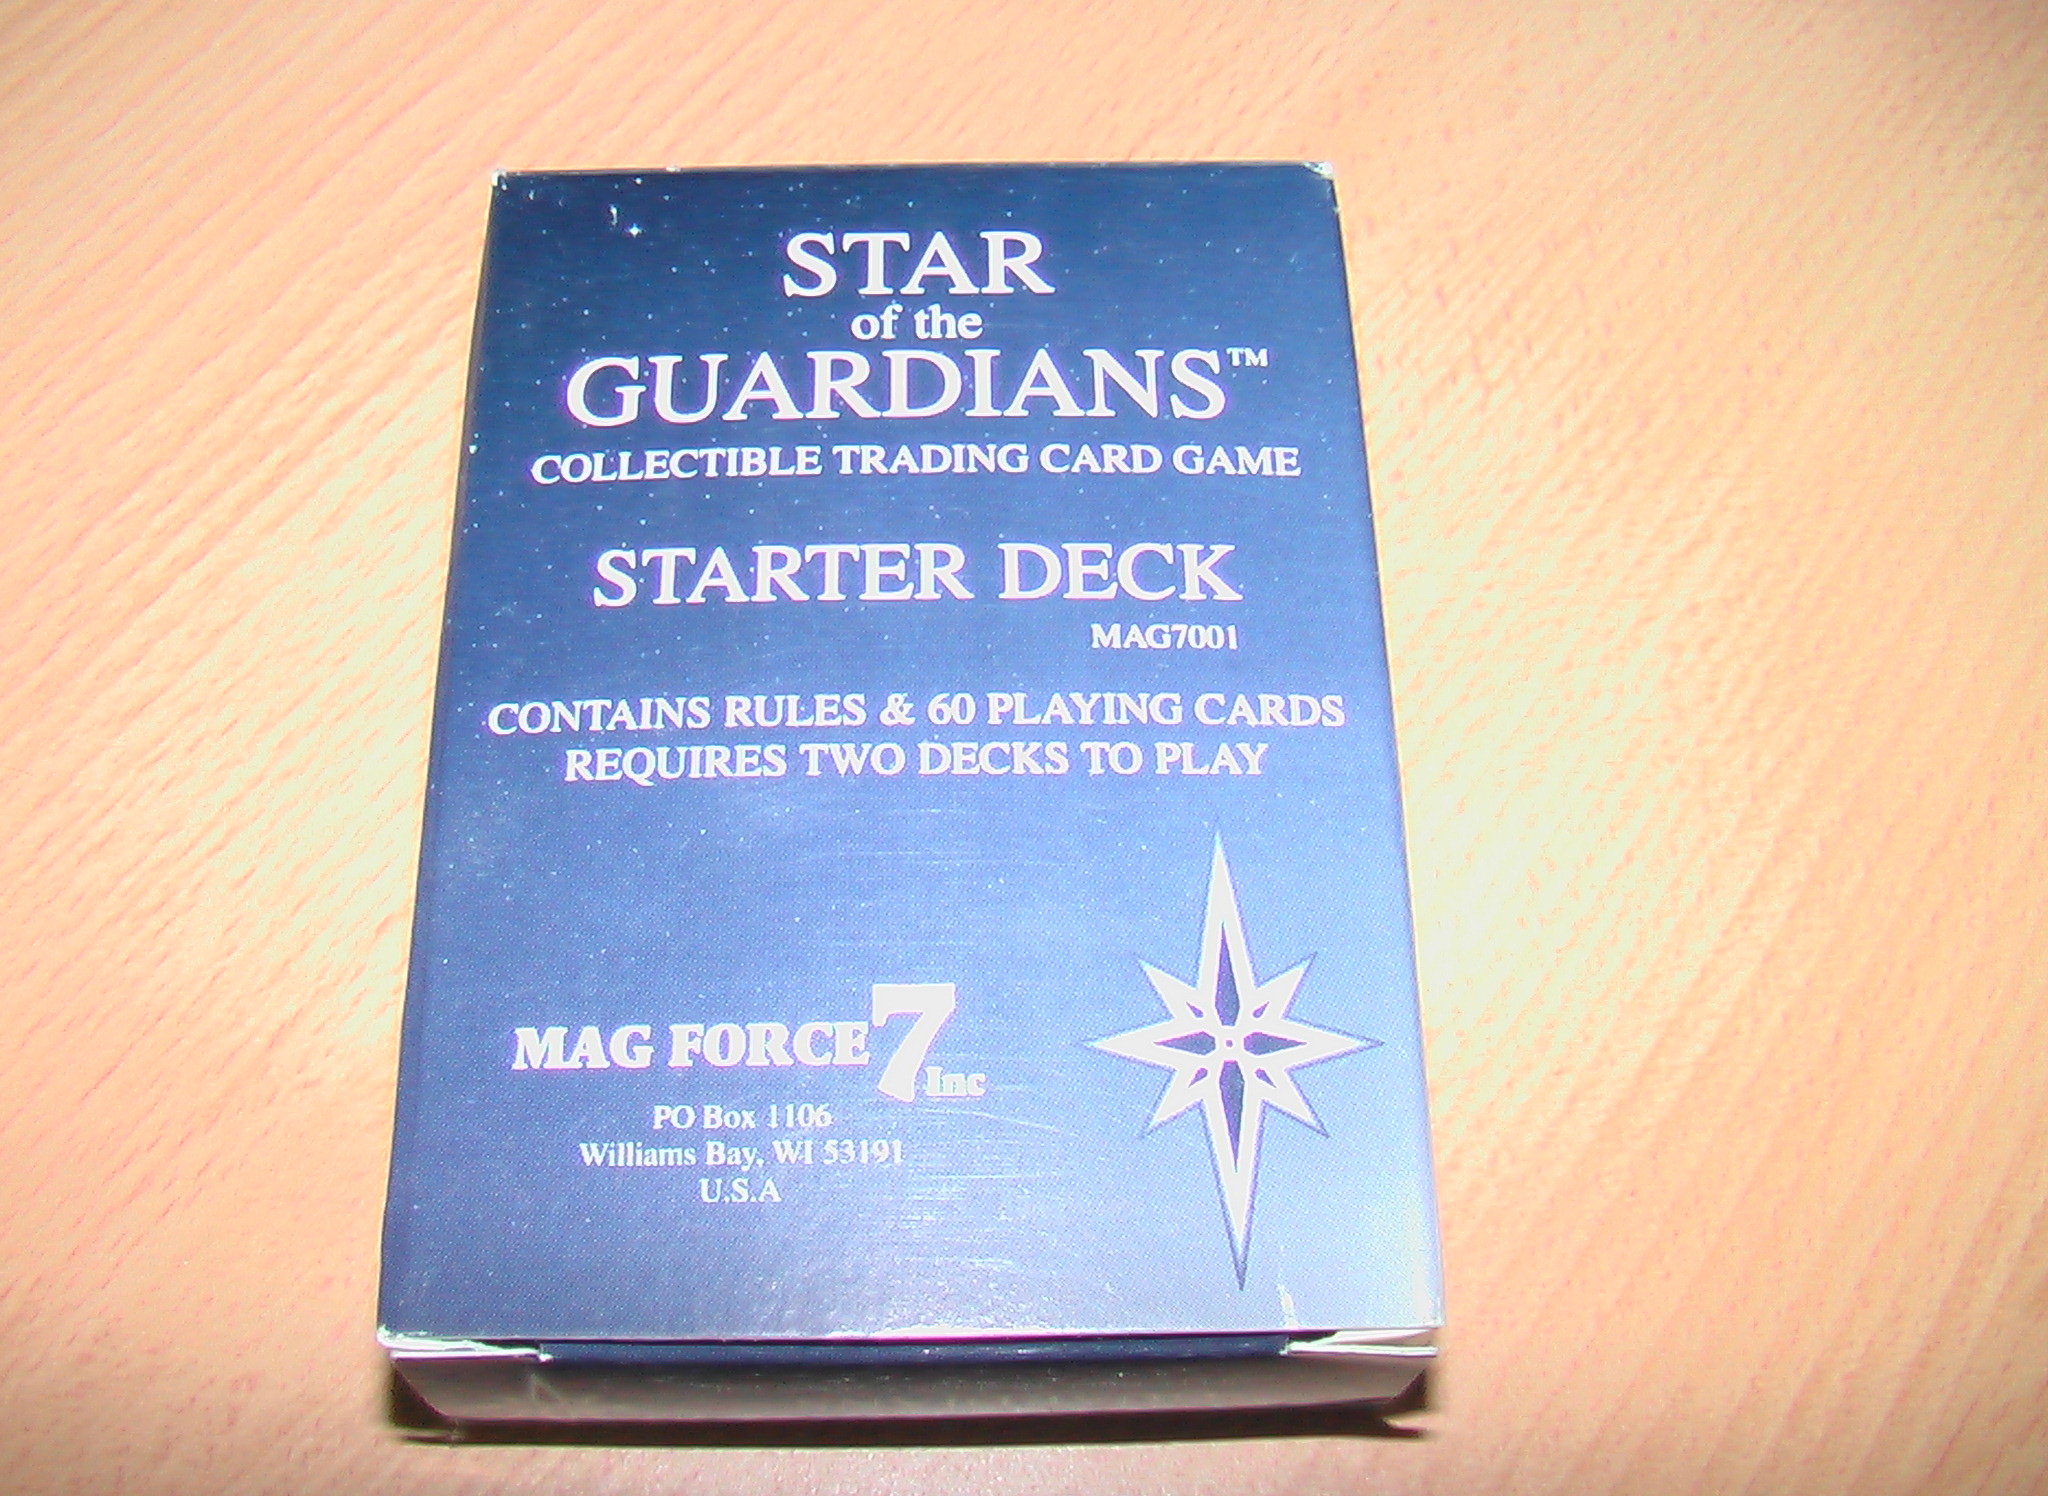 STAR
of the
GUARDIANS™
COLLECTIBLE TRADING CARD GAME
STARTER DECK
MAG7001
CONTAINS RULES & 60 PLAYING CARDS
REQUIRES TWO DECKS TO PLAY
MAG FORCE 7 Inc
PO Box 1106
Williams Bay, WI 53191
U.S.A